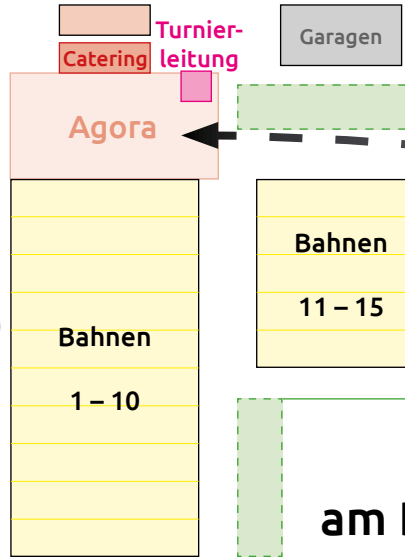 Turnier-
leitung
Catering
Garagen
Agora
Bahnen
11 – 15
Bahnen
1 – 10
am